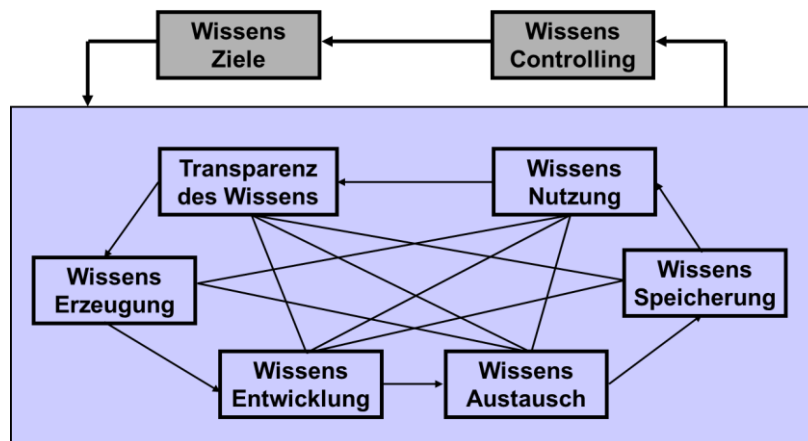 Wissens
Ziele
Wissens
Controlling
Transparenz
des Wissens
Wissens
Nutzung
Wissens
Erzeugung
Wissens
Speicherung
Wissens
Entwicklung
Wissens
Austausch